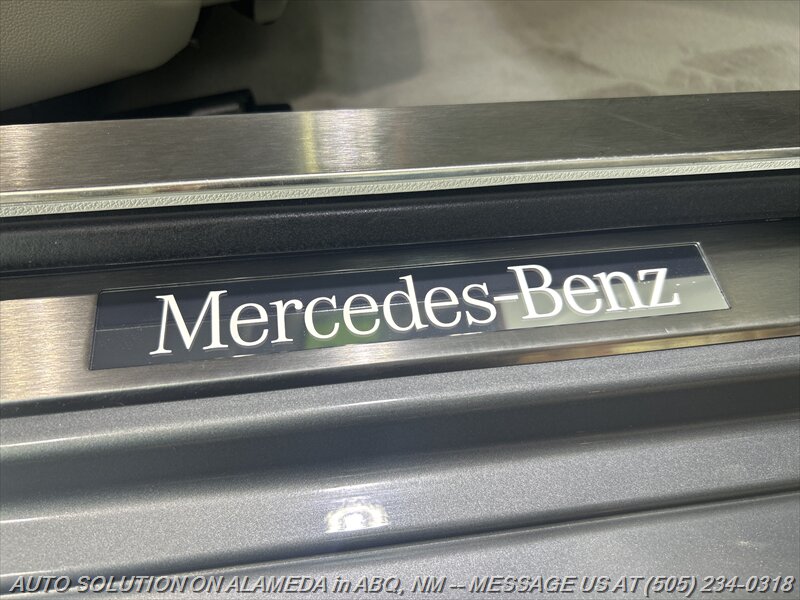 Mercedes-Benz
AUTO SOLUTION ON ALAMEDA in ABQ, NM -- MESSAGE US AT (505) 234-0318